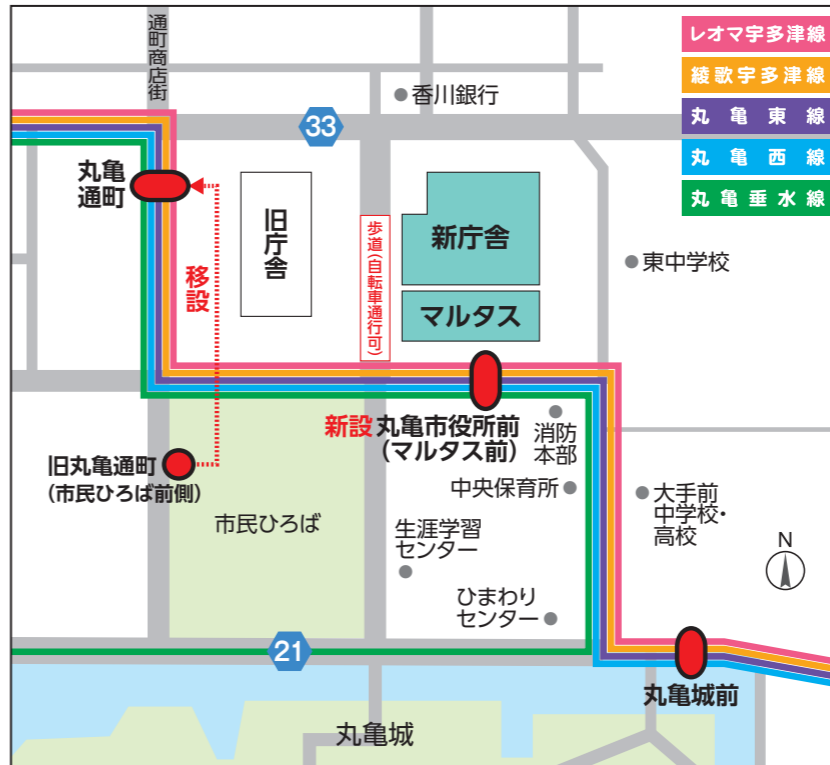 通町商店街
レオマ宇多津線
綾歌宇多津線
丸亀東線
丸亀西線
丸亀垂水線
香川銀行
33
丸亀
通町
旧庁舎
新庁舎
歩道(自転車通行可)
東中学校
移設
マルタス
新設 丸亀市役所前
(マルタス前)
消防
本部
旧丸亀通町
(市民ひろば前側)
中央保育所
大手前
中学校・
高校
市民ひろば
生涯学習
センター
N
ひまわり
センター
21
丸亀城前
丸亀城